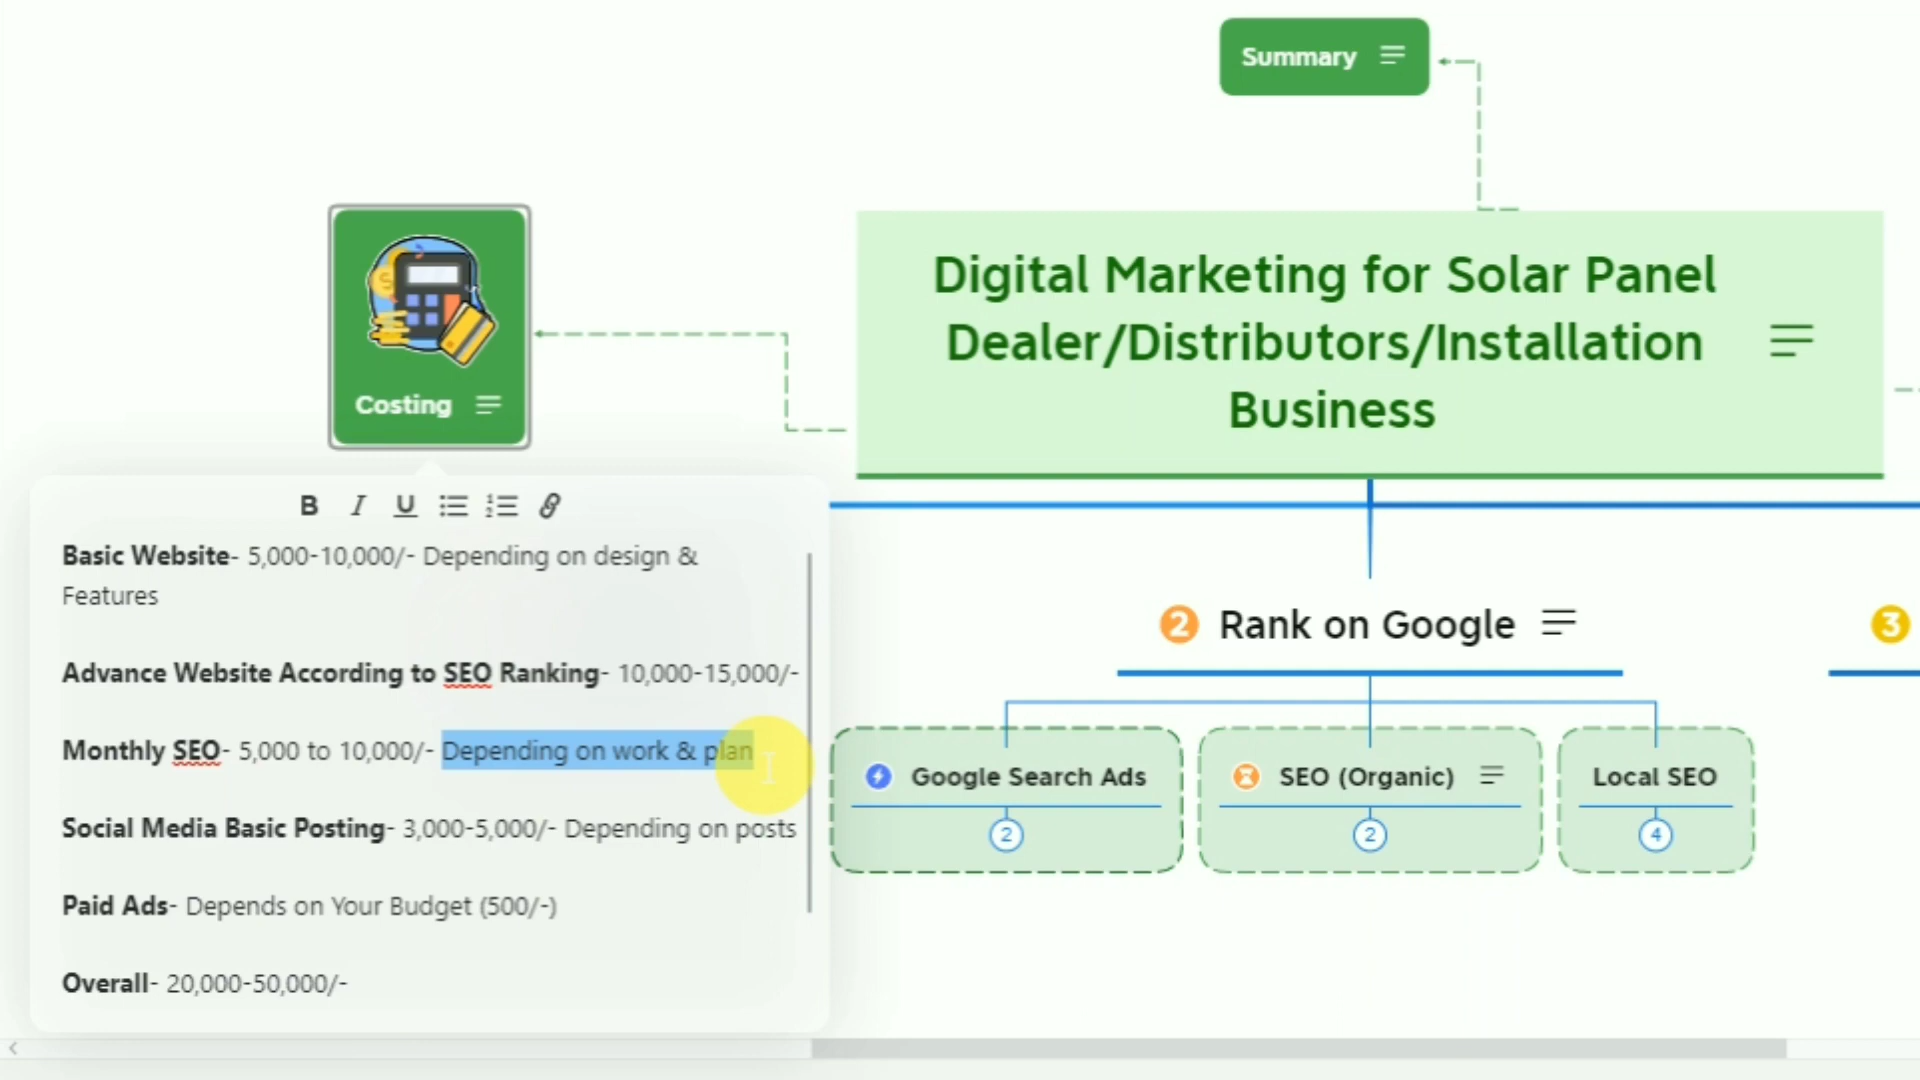 Summary
Digital Marketing for Solar Panel
Dealer/Distributors/Installation
Business
Costing
B I U
Basic Website- 5,000-10,000/- Depending on design &
Features
Advance Website According to SEO Ranking- 10,000-15,000/-
Monthly SEO- 5,000 to 10,000/- Depending on work & plan
Social Media Basic Posting- 3,000-5,000/- Depending on posts
Paid Ads- Depends on Your Budget (500/-)
Overall- 20,000-50,000/-
2 Rank on Google
3
Google Search Ads
2
SEO (Organic)
2
Local SEO
4